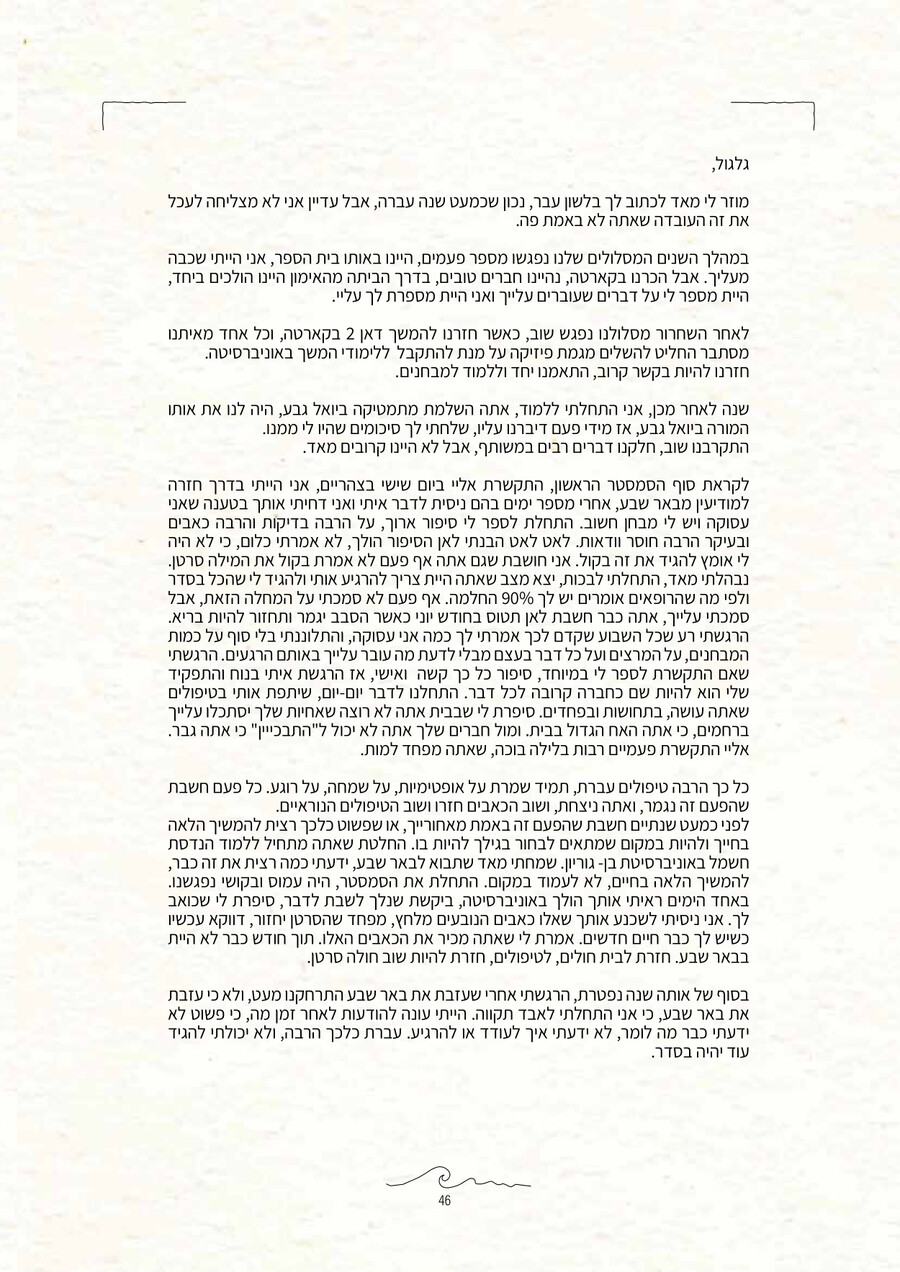 גלגול,
מוזר לי מאד לכתוב לך בלשון עבר, נכון שכמעט שנה עברה, אבל עדיין אני לא מצליחה לעכל
את זה העובדה שאתה לא באמת פה.
במהלך השנים המסלולים שלנו נפגשו מספר פעמים, היינו באותו בית הספר, אני הייתי שכבה
מעליך. אבל הכרנו בקארטה, נהיינו חברים טובים, בדרך הביתה מהאימון היינו הולכים ביחד,
היית מספר לי על דברים שעוברים עלייך ואני היית מספרת לך עליי.
לאחר השחרור מסלולנו נפגש שוב, כאשר חזרנו להמשך דאן 2 בקארטה, וכל אחד מאיתנו
מסתבר החליט להשלים מגמת פיזיקה על מנת להתקבל ללימודי המשך באוניברסיטה.
חזרנו להיות בקשר קרוב, התאמנו יחד וללמוד למבחנים.
שנה לאחר מכן, אני התחלתי ללמוד, אתה השלמת מתמטיקה ביואל גבע, היה לנו את אותו
המורה ביואל גבע, אז מידי פעם דיברנו עליו, שלחתי לך סיכומים שהיו לי ממנו.
התקרבנו שוב, חלקנו דברים רבים במשותף, אבל לא היינו קרובים מאד.
לקראת סוף הסמסטר הראשון, התקשרת אליי ביום שישי בצהריים, אני הייתי בדרך חזרה
למודיעין מבאר שבע, אחרי מספר ימים בהם ניסית לדבר איתי ואני דחיתי אותך בטענה שאני
עסוקה ויש לי מבחן חשוב. התחלת לספר לי סיפור ארוך, על הרבה בדיקות והרבה כאבים
ובעיקר הרבה חוסר וודאות. לאט לאט הבנתי לאן הסיפור הולך, לא אמרתי כלום, כי לא היה
לי אומץ להגיד את זה בקול. אני חושבת שגם אתה אף פעם לא אמרת בקול את המילה סרטן.
נבהלתי מאד, התחלתי לבכות, יצא מצב שאתה היית צריך להרגיע אותי ולהגיד לי שהכל בסדר
ולפי מה שהרופאים אומרים יש לך 90% החלמה. אף פעם לא סמכתי על המחלה הזאת, אבל
סמכתי עלייך, אתה כבר חשבת לאן תטוס בחודש יוני כאשר הסבב יגמר ותחזור להיות בריא.
הרגשתי רע שכל השבוע שקדם לכך אמרתי לך כמה אני עסוקה, והתלוננתי בלי סוף על כמות
המבחנים, על המרצים ועל כל דבר בעצם מבלי לדעת מה עובר עלייך באותם הרגעים. הרגשתי
שאם התקשרת לספר לי במיוחד, סיפור כל כך קשה ואישי, אז הרגשת איתי בנוח והתפקיד
שלי הוא להיות שם כחברה קרובה לכל דבר. התחלנו לדבר יום-יום, שיתפת אותי בטיפולים
שאתה עושה, בתחושות ובפחדים. סיפרת לי שבבית אתה לא רוצה שאחיות שלך יסתכלו עלייך
ברחמים, כי אתה האח הגדול בבית. ומול חברים שלך אתה לא יכול ל"התבכייין" כי אתה גבר.
אליי התקשרת פעמיים רבות בלילה בוכה, שאתה מפחד למות.
כל כך הרבה טיפולים עברת, תמיד שמרת על אופטימיות, על שמחה, על רוגע. כל פעם חשבת
שהפעם זה נגמר, ואתה ניצחת, ושוב הכאבים חזרו ושוב הטיפולים הנוראיים.
לפני כמעט שנתיים חשבת שהפעם זה באמת מאחורייך, או שפשוט כלכך רצית להמשיך הלאה
בחייך ולהיות במקום שמתאים לבחור בגילך להיות בו. החלטת שאתה מתחיל ללמוד הנדסת
חשמל באוניברסיטת בן- גוריון. שמחתי מאד שתבוא לבאר שבע, ידעתי כמה רצית את זה כבר,
להמשיך הלאה בחיים, לא לעמוד במקום. התחלת את הסמסטר, היה עמוס ובקושי נפגשנו.
באחד הימים ראיתי אותך הולך באוניברסיטה, ביקשת שנלך לשבת לדבר, סיפרת לי שכואב
לך. אני ניסיתי לשכנע אותך שאלו כאבים הנובעים מלחץ, מפחד שהסרטן יחזור, דווקא עכשיו
כשיש לך כבר חיים חדשים. אמרת לי שאתה מכיר את הכאבים האלו. תוך חודש כבר לא היית
בבאר שבע. חזרת לבית חולים, לטיפולים, חזרת להיות שוב חולה סרטן.
בסוף של אותה שנה נפטרת, הרגשתי אחרי שעזבת את באר שבע התרחקנו מעט, ולא כי עזבת
את באר שבע, כי אני התחלתי לאבד תקווה. הייתי עונה להודעות לאחר זמן מה, כי פשוט לא
ידעתי כבר מה לומר, לא ידעתי איך לעודד או להרגיע. עברת כלכך הרבה, ולא יכולתי להגיד
עוד יהיה בסדר.
46